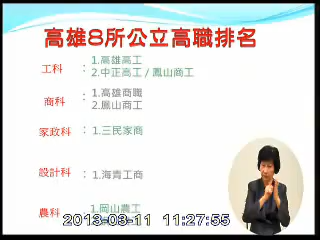 高雄8所公立高職排名
工科 : 1.高雄高工
2.中正高工 / 鳳山商工
商科 : 1.高雄商職
2.鳳山商工
家政科 : 1.三民家商
設計科 : 1.海青工商
農科 : 1.岡山農工
2013-03-11 11:27:55